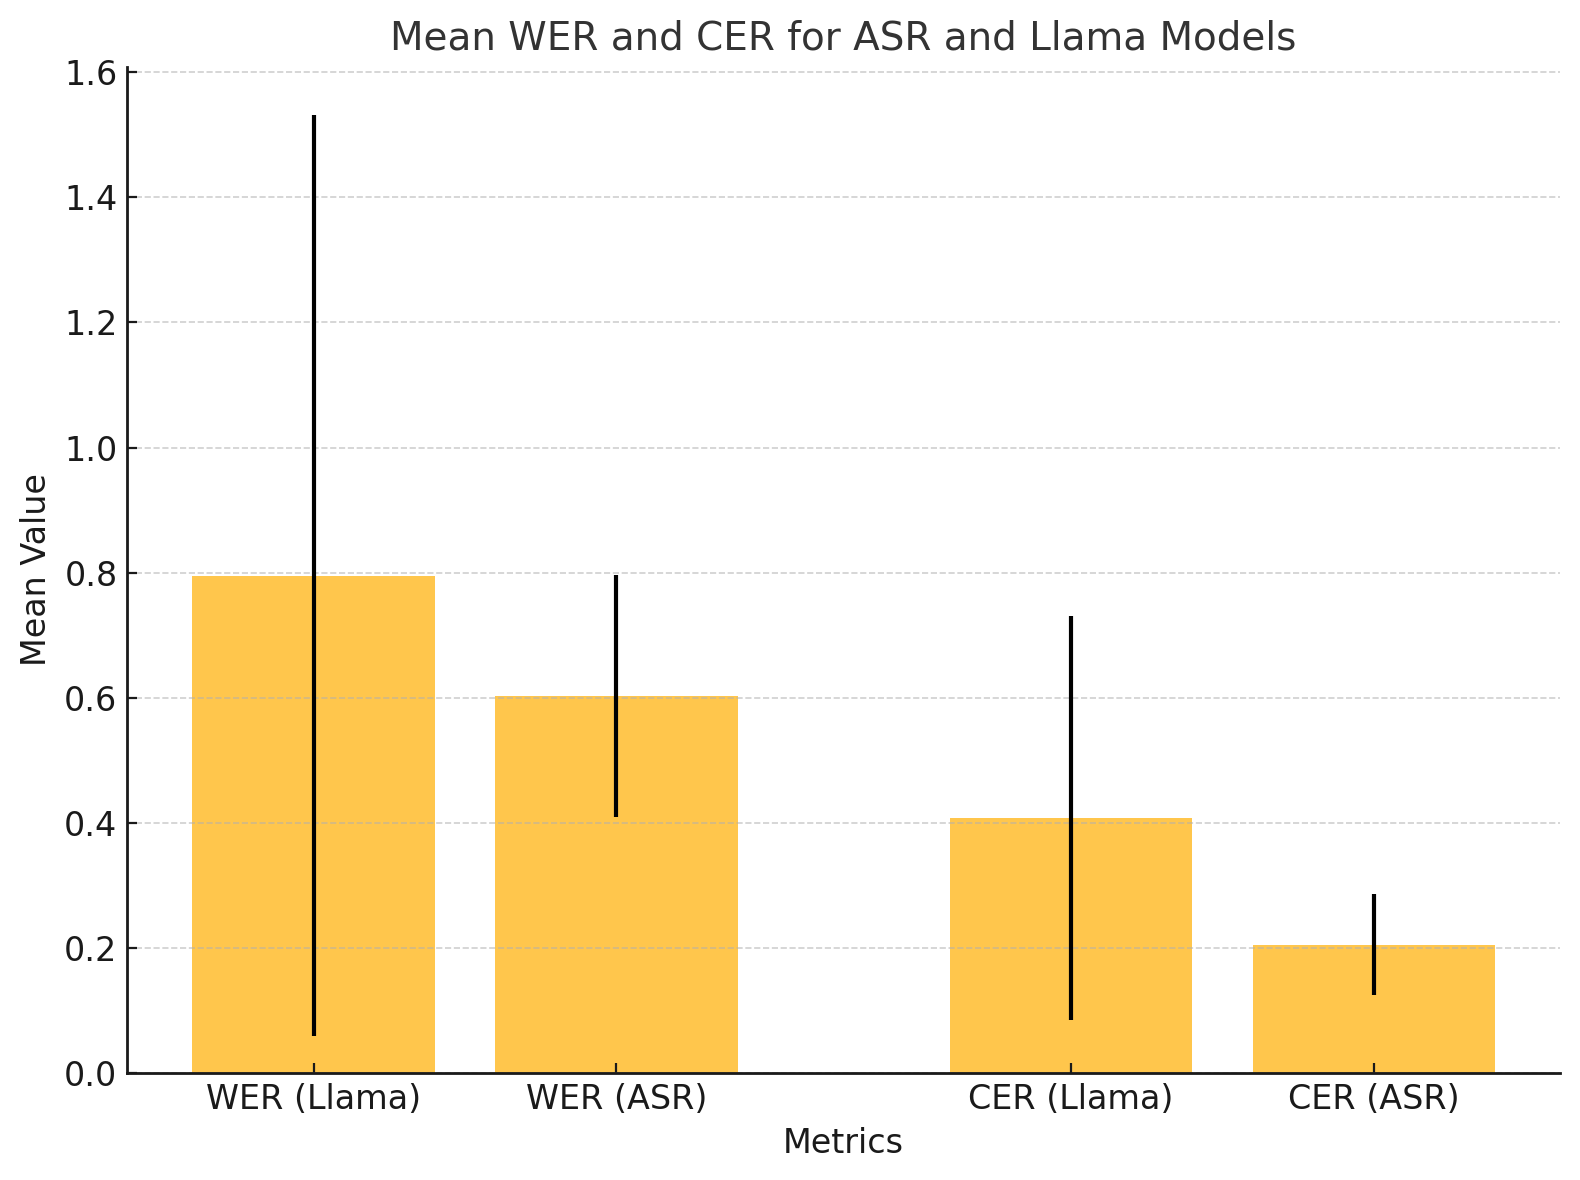 Mean WER and CER for ASR and Llama Models
Mean Value
1.6
1.4
1.2
1.0
0.8
0.6
0.4
0.2
0.0
WER (Llama)
WER (ASR)
CER (Llama)
CER (ASR)
Metrics